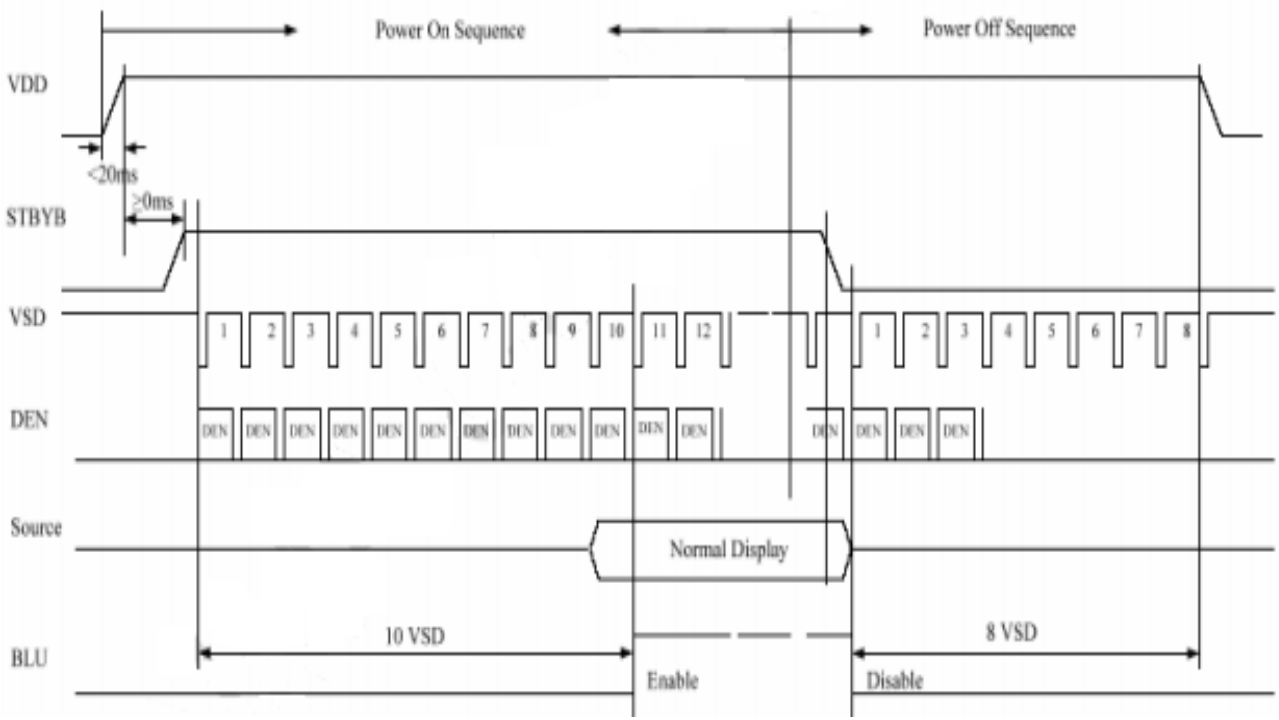 Power On Sequence Power Off Sequence
VDD
<20ms
≥0ms
STBYB
VSD 1 2 3 4 5 6 7 8 9 10 11 12 1 2 3 4 5 6 7 8
DEN DEN DEN DEN DEN DEN DEN DEN DEN DEN DEN DEN DEN DEN DEN DEN DEN
Source Normal Display
10 VSD 8 VSD
BLU Enable Disable